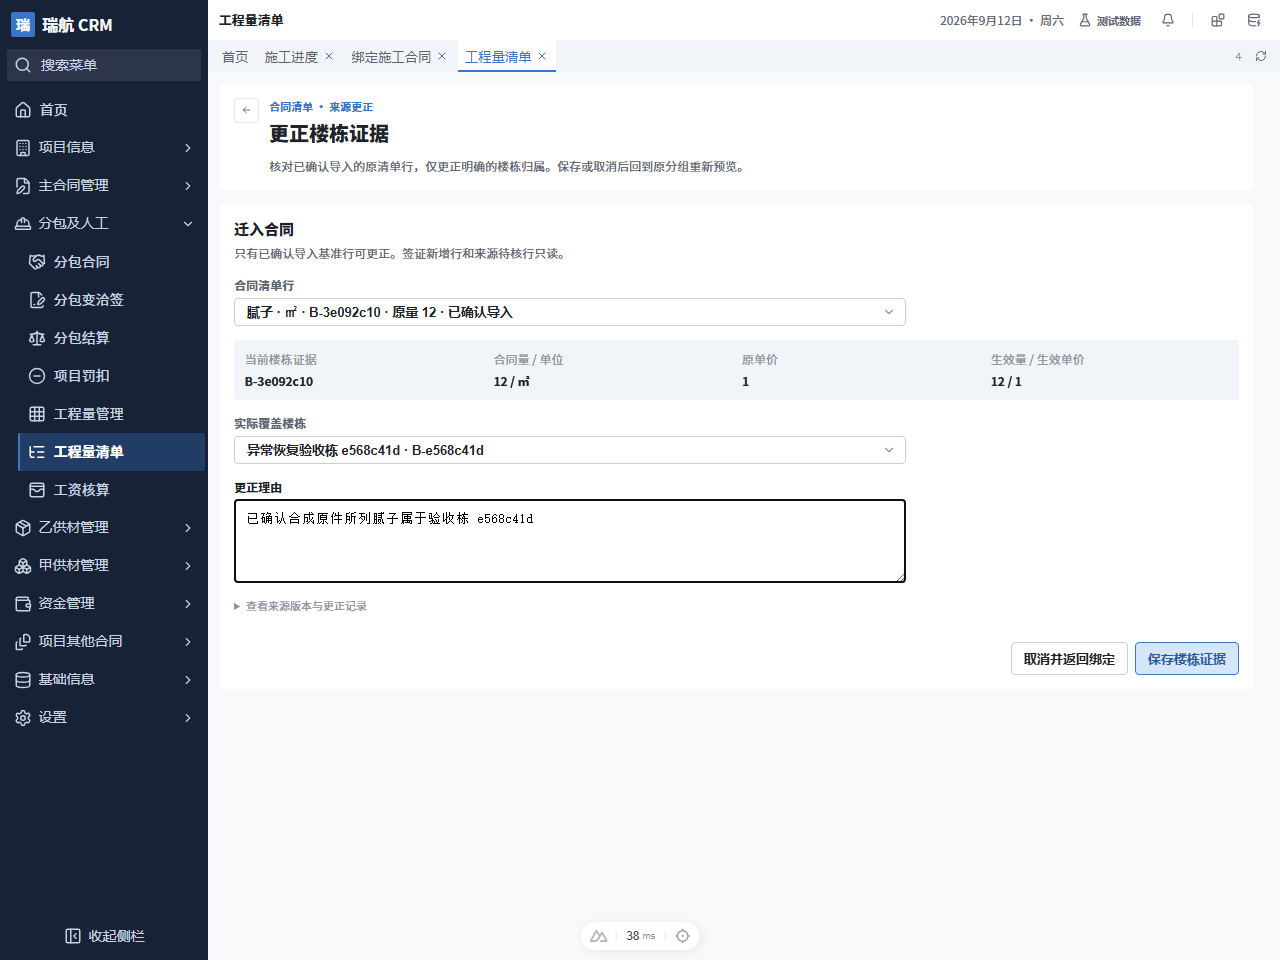 瑞 瑞航 CRM
搜索菜单
首页
项目信息
主合同管理
分包及人工
分包合同
分包变洽签
分包结算
项目罚扣
工程量管理
工程量清单
工资核算
乙供材管理
甲供材管理
资金管理
项目其他合同
基础信息
设置
收起侧栏
工程量清单
2026年9月12日 • 周六 测试数据
首页 施工进度 绑定施工合同 工程量清单 4
合同清单 • 来源更正
更正楼栋证据
核对已确认导入的原清单行，仅更正明确的楼栋归属。保存或取消后回到原分组重新预览。
迁入合同
只有已确认导入基准行可更正。签证新增行和来源待核行只读。
合同清单行
腻子 · ㎡ · B-3e092c10 · 原量 12 · 已确认导入
当前楼栋证据 合同量 / 单位 原单价 生效量 / 生效单价
B-3e092c10 12 / ㎡ 1 12 / 1
实际覆盖楼栋
异常恢复验收栋 e568c41d · B-e568c41d
更正理由
已确认合成原件所列腻子属于验收栋 e568c41d
查看来源版本与更正记录
取消并返回绑定 保存楼栋证据
38 ms